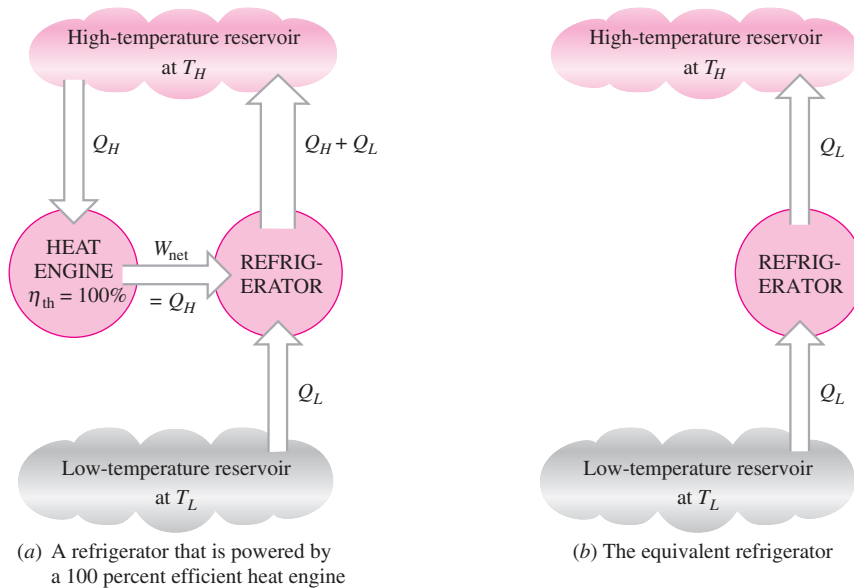 High-temperature reservoir
at T_H
Q_H
Q_H + Q_L
HEAT
ENGINE
η_th = 100%
W_net
= Q_H
REFRIG-
ERATOR
Q_L
Low-temperature reservoir
at T_L
(a) A refrigerator that is powered by
a 100 percent efficient heat engine
High-temperature reservoir
at T_H
Q_L
REFRIG-
ERATOR
Q_L
Low-temperature reservoir
at T_L
(b) The equivalent refrigerator